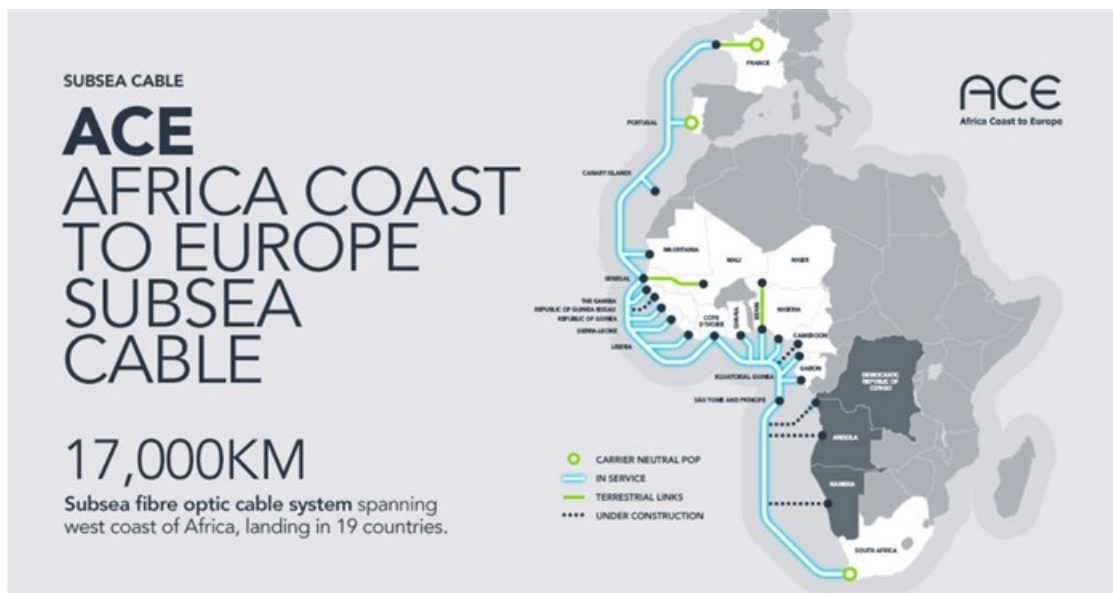 SUBSEA CABLE
ACE
AFRICA COAST
TO EUROPE
SUBSEA
CABLE
17,000KM
Subsea fibre optic cable system spanning
west coast of Africa, landing in 19 countries.
ACE
Africa Coast to Europe
FRANCE
PORTUGAL
CANARY ISLANDS
MAURITANIA
MALI
NIGER
SENEGAL
THE GAMBIA
REPUBLIC OF GUINEA BISSAU
REPUBLIC OF GUINEA
SIERRA-LEONE
LIBERIA
CÔTE
D'IVOIRE
GHANA
BENIN
NIGERIA
CAMEROON
EQUATORIAL GUINEA
GABON
SÃO TOME AND PRÍNCIPE
DEMOCRATIC
REPUBLIC OF
CONGO
ANGOLA
NAMIBIA
SOUTH AFRICA
CARRIER NEUTRAL POP
IN SERVICE
TERRESTRIAL LINKS
UNDER CONSTRUCTION